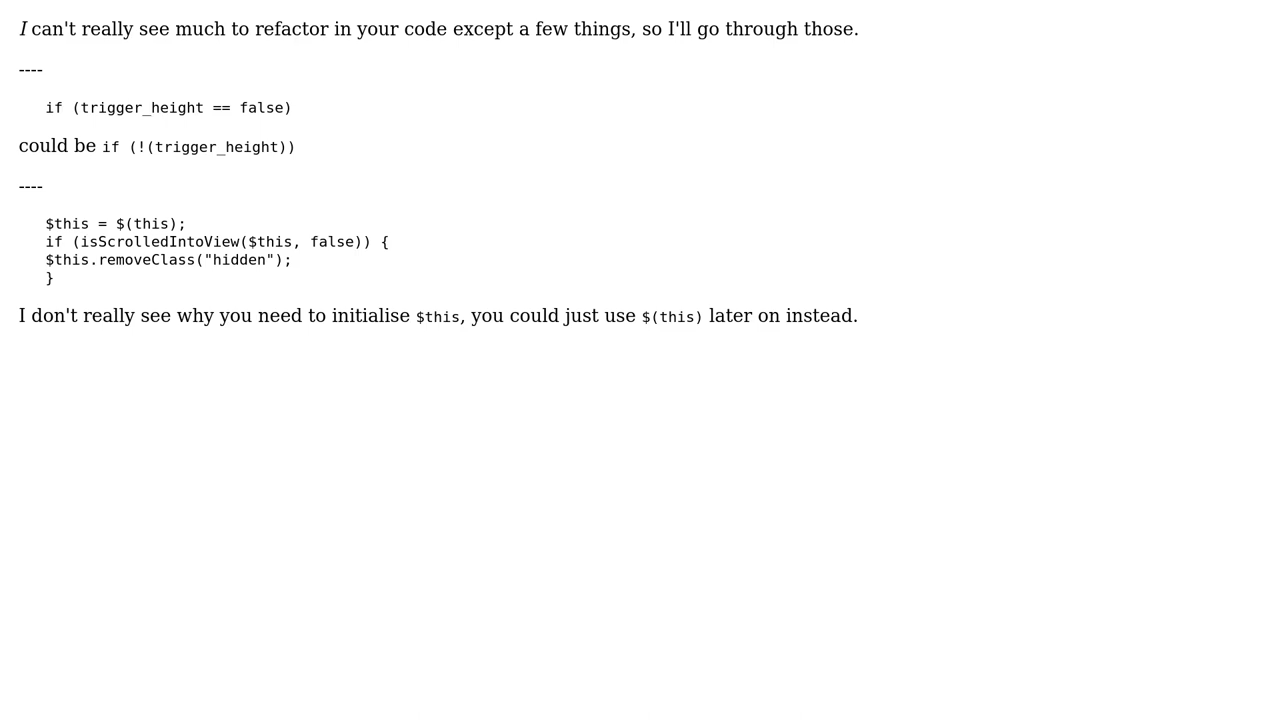 I can't really see much to refactor in your code except a few things, so I'll go through those.
----
if (trigger_height == false)
could be if (!(trigger_height))
----
$this = $(this);
if (isScrolledIntoView($this, false)) {
$this.removeClass("hidden");
}
I don't really see why you need to initialise $this, you could just use $(this) later on instead.